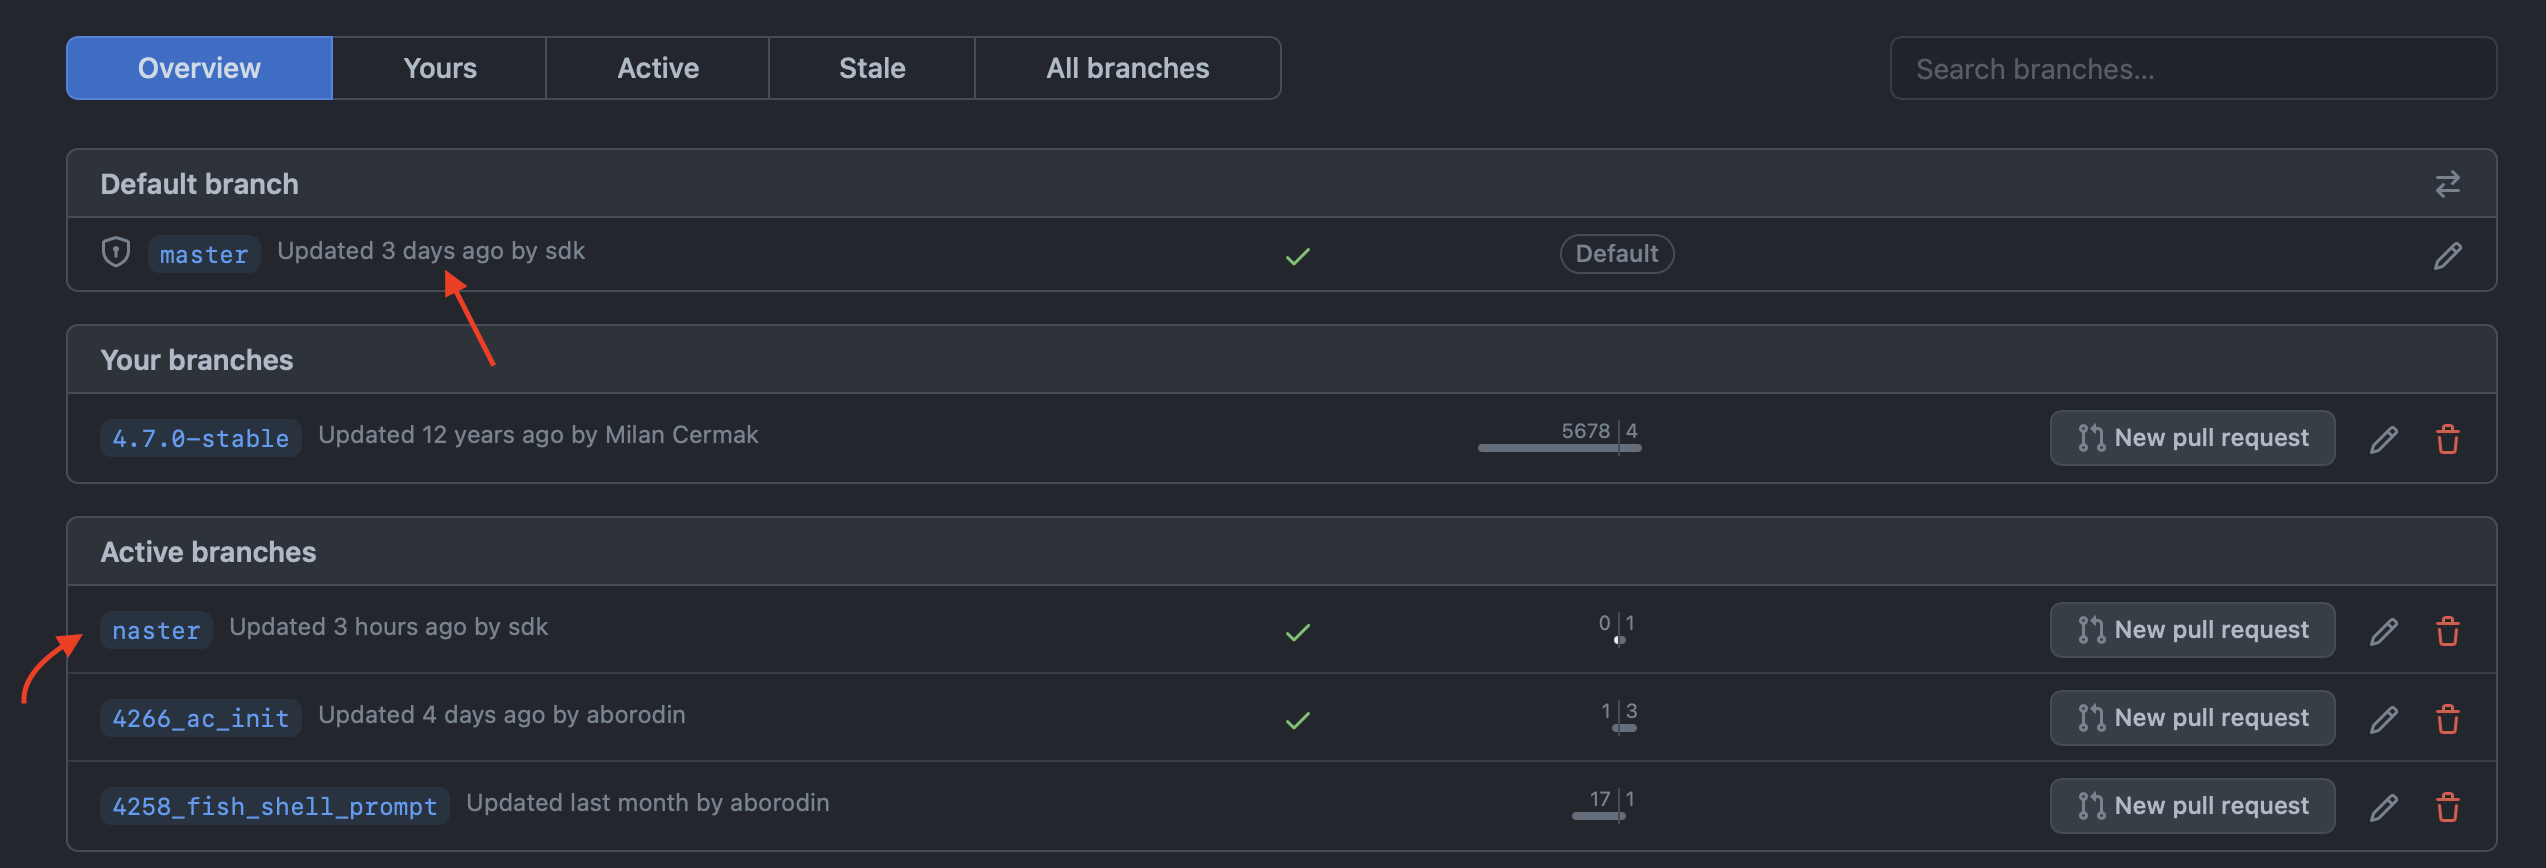 Overview Yours Active Stale All branches Search branches...
Default branch
master Updated 3 days ago by sdk Default
Your branches
4.7.0-stable Updated 12 years ago by Milan Cermak 5678 4 New pull request
Active branches
naster Updated 3 hours ago by sdk 0 1 New pull request
4266_ac_init Updated 4 days ago by aborodin 1 3 New pull request
4258_fish_shell_prompt Updated last month by aborodin 17 1 New pull request